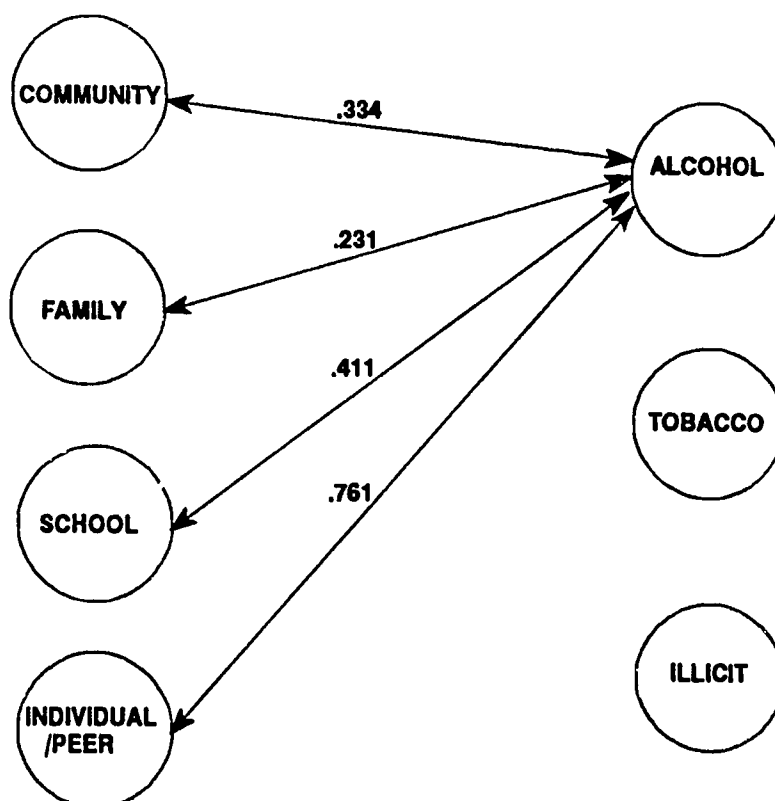 COMMUNITY
.334
ALCOHOL
.231
FAMILY
.411
TOBACCO
.761
SCHOOL
ILLICIT
INDIVIDUAL
/PEER